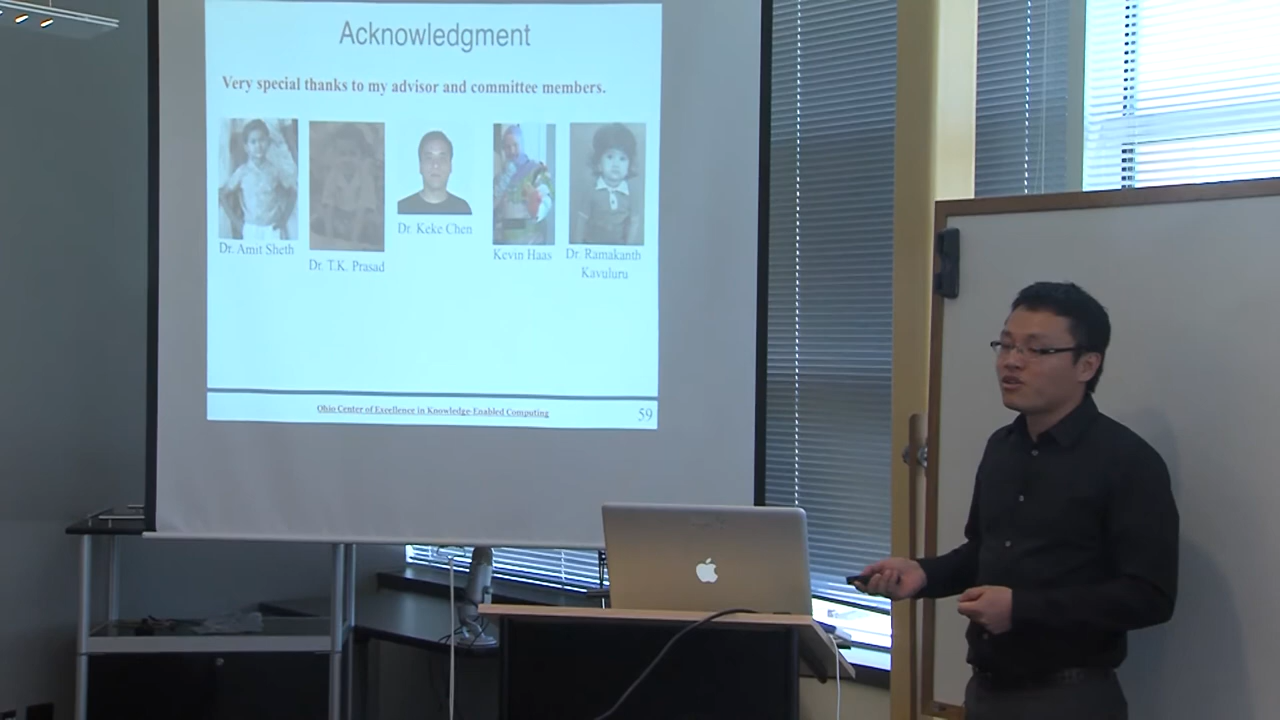 Acknowledgment
Very special thanks to my advisor and committee members.
Dr. Amit Sheth
Dr. T.K. Prasad
Dr. Keke Chen
Kevin Haas
Dr. Ramakanth
Kavuluru
Ohio Center of Excellence in Knowledge-Enabled Computing
59